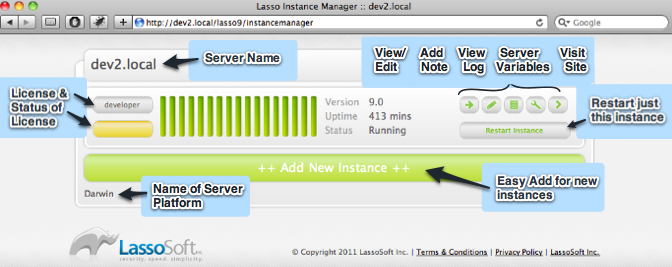 Lasso Instance Manager :: dev2.local
http://dev2.local/lasso9/instancemanager
Google
dev2.local
Server Name
View/
Edit
Add
Note
View
Log
Server
Variables
Visit
Site
License &
Status of
License
developer
Version 9.0
Uptime 413 mins
Status Running
Restart Instance
Restart just
this instance
++ Add New Instance ++
Easy Add for new
instances
Darwin
Name of Server
Platform
LassoSoft
security. speed. simplicity.
© Copyright 2011 LassoSoft Inc. | Terms & Conditions | Privacy Policy | LassoSoft Inc.